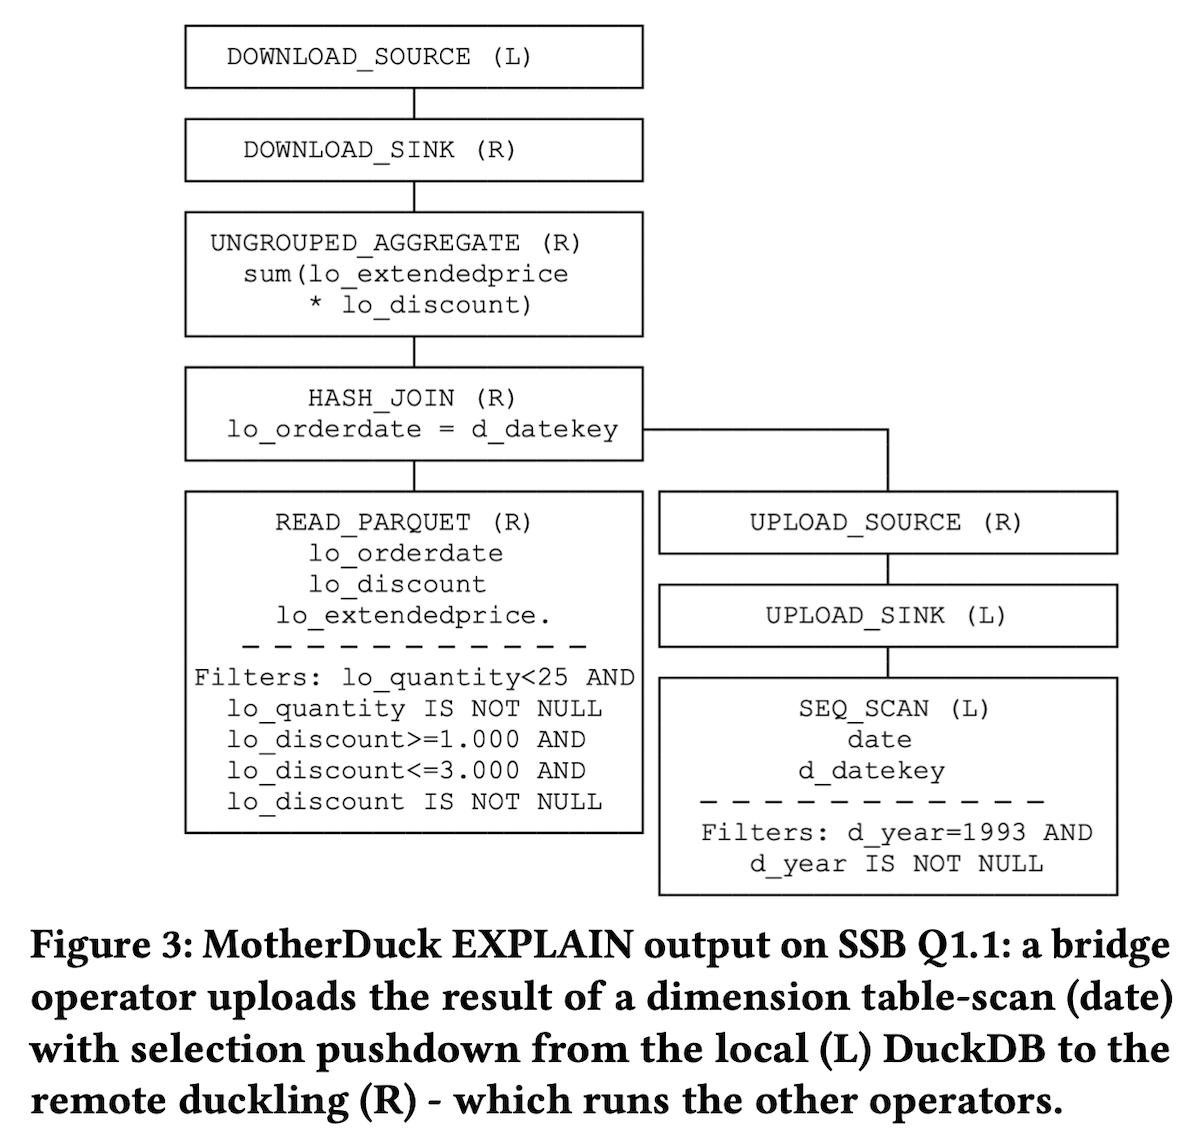 DOWNLOAD_SOURCE (L)
DOWNLOAD_SINK (R)
UNGROUPED_AGGREGATE (R)
sum(lo_extendedprice
* lo_discount)
HASH_JOIN (R)
lo_orderdate = d_datekey
READ_PARQUET (R)
lo_orderdate
lo_discount
lo_extendedprice.
Filters: lo_quantity<25 AND
lo_quantity IS NOT NULL
lo_discount>=1.000 AND
lo_discount<=3.000 AND
lo_discount IS NOT NULL
UPLOAD_SOURCE (R)
UPLOAD_SINK (L)
SEQ_SCAN (L)
date
d_datekey
Filters: d_year=1993 AND
d_year IS NOT NULL
Figure 3: MotherDuck EXPLAIN output on SSB Q1.1: a bridge
operator uploads the result of a dimension table-scan (date)
with selection pushdown from the local (L) DuckDB to the
remote duckling (R) - which runs the other operators.